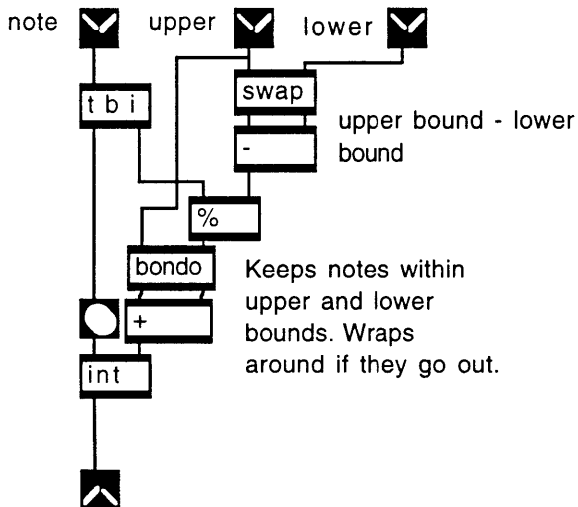 note
upper
lower
t b i
swap
-
upper bound - lower
bound
%
bondo
+
Keeps notes within
upper and lower
bounds. Wraps
around if they go out.
int